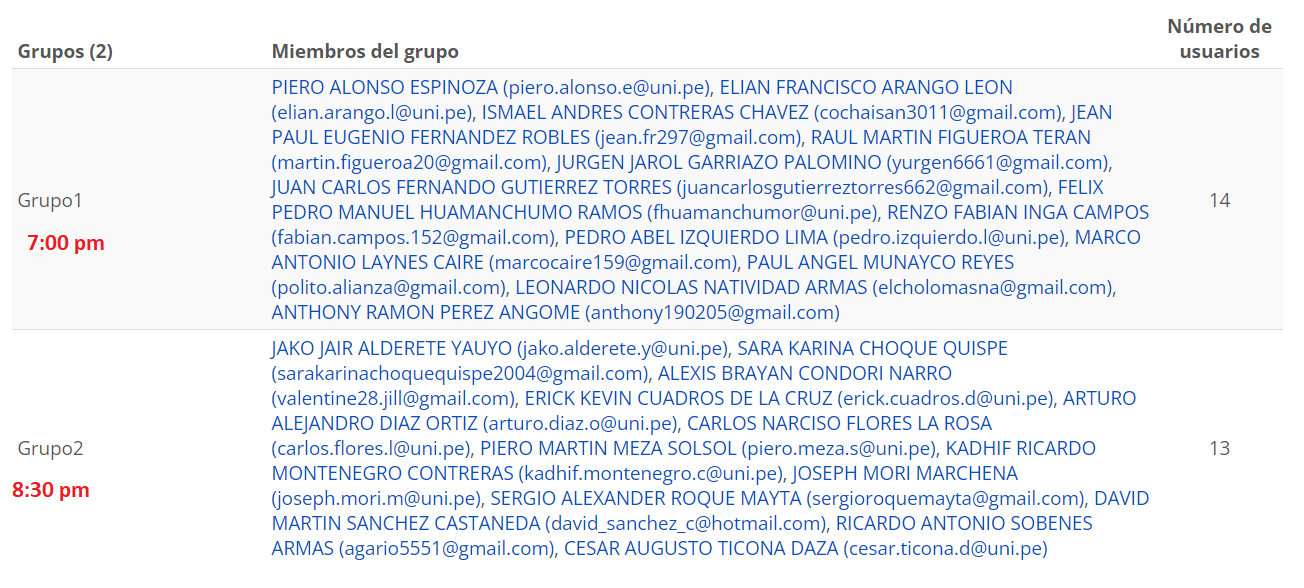 Grupos (2) Miembros del grupo Número de usuarios
PIERO ALONSO ESPINOZA (piero.alonso.e@uni.pe), ELIAN FRANCISCO ARANGO LEON
(elian.arango.l@uni.pe), ISMAEL ANDRES CONTRERAS CHAVEZ (cochaisan3011@gmail.com), JEAN
PAUL EUGENIO FERNANDEZ ROBLES (jean.fr297@gmail.com), RAUL MARTIN FIGUEROA TERAN
(martin.figueroa20@gmail.com), JURGEN JAROL GARRIAZO PALOMINO (yurgen6661@gmail.com),
JUAN CARLOS FERNANDO GUTIERREZ TORRES (juancarlosgutierreztorres662@gmail.com), FELIX
Grupo1 PEDRO MANUEL HUAMANCHUMO RAMOS (fhuamanchumor@uni.pe), RENZO FABIAN INGA CAMPOS 14
7:00 pm (fabian.campos.152@gmail.com), PEDRO ABEL IZQUIERDO LIMA (pedro.izquierdo.l@uni.pe), MARCO
ANTONIO LAYNES CAIRE (marcocaire159@gmail.com), PAUL ANGEL MUNAYCO REYES
(polito.alianza@gmail.com), LEONARDO NICOLAS NATIVIDAD ARMAS (elcholomasna@gmail.com),
ANTHONY RAMON PEREZ ANGOME (anthony190205@gmail.com)
JAKO JAIR ALDERETE YAUYO (jako.alderete.y@uni.pe), SARA KARINA CHOQUE QUISPE
(sarakarinachoquequispe2004@gmail.com), ALEXIS BRAYAN CONDORI NARRO
(valentine28.jill@gmail.com), ERICK KEVIN CUADROS DE LA CRUZ (erick.cuadros.d@uni.pe), ARTURO
ALEJANDRO DIAZ ORTIZ (arturo.diaz.o@uni.pe), CARLOS NARCISO FLORES LA ROSA
Grupo2 (carlos.flores.l@uni.pe), PIERO MARTIN MEZA SOLSOL (piero.meza.s@uni.pe), KADHIF RICARDO 13
MONTENEGRO CONTRERAS (kadhif.montenegro.c@uni.pe), JOSEPH MORI MARCHENA
8:30 pm (joseph.mori.m@uni.pe), SERGIO ALEXANDER ROQUE MAYTA (sergioroquemayta@gmail.com), DAVID
MARTIN SANCHEZ CASTANEDA (david_sanchez_c@hotmail.com), RICARDO ANTONIO SOBENES
ARMAS (agario5551@gmail.com), CESAR AUGUSTO TICONA DAZA (cesar.ticona.d@uni.pe)